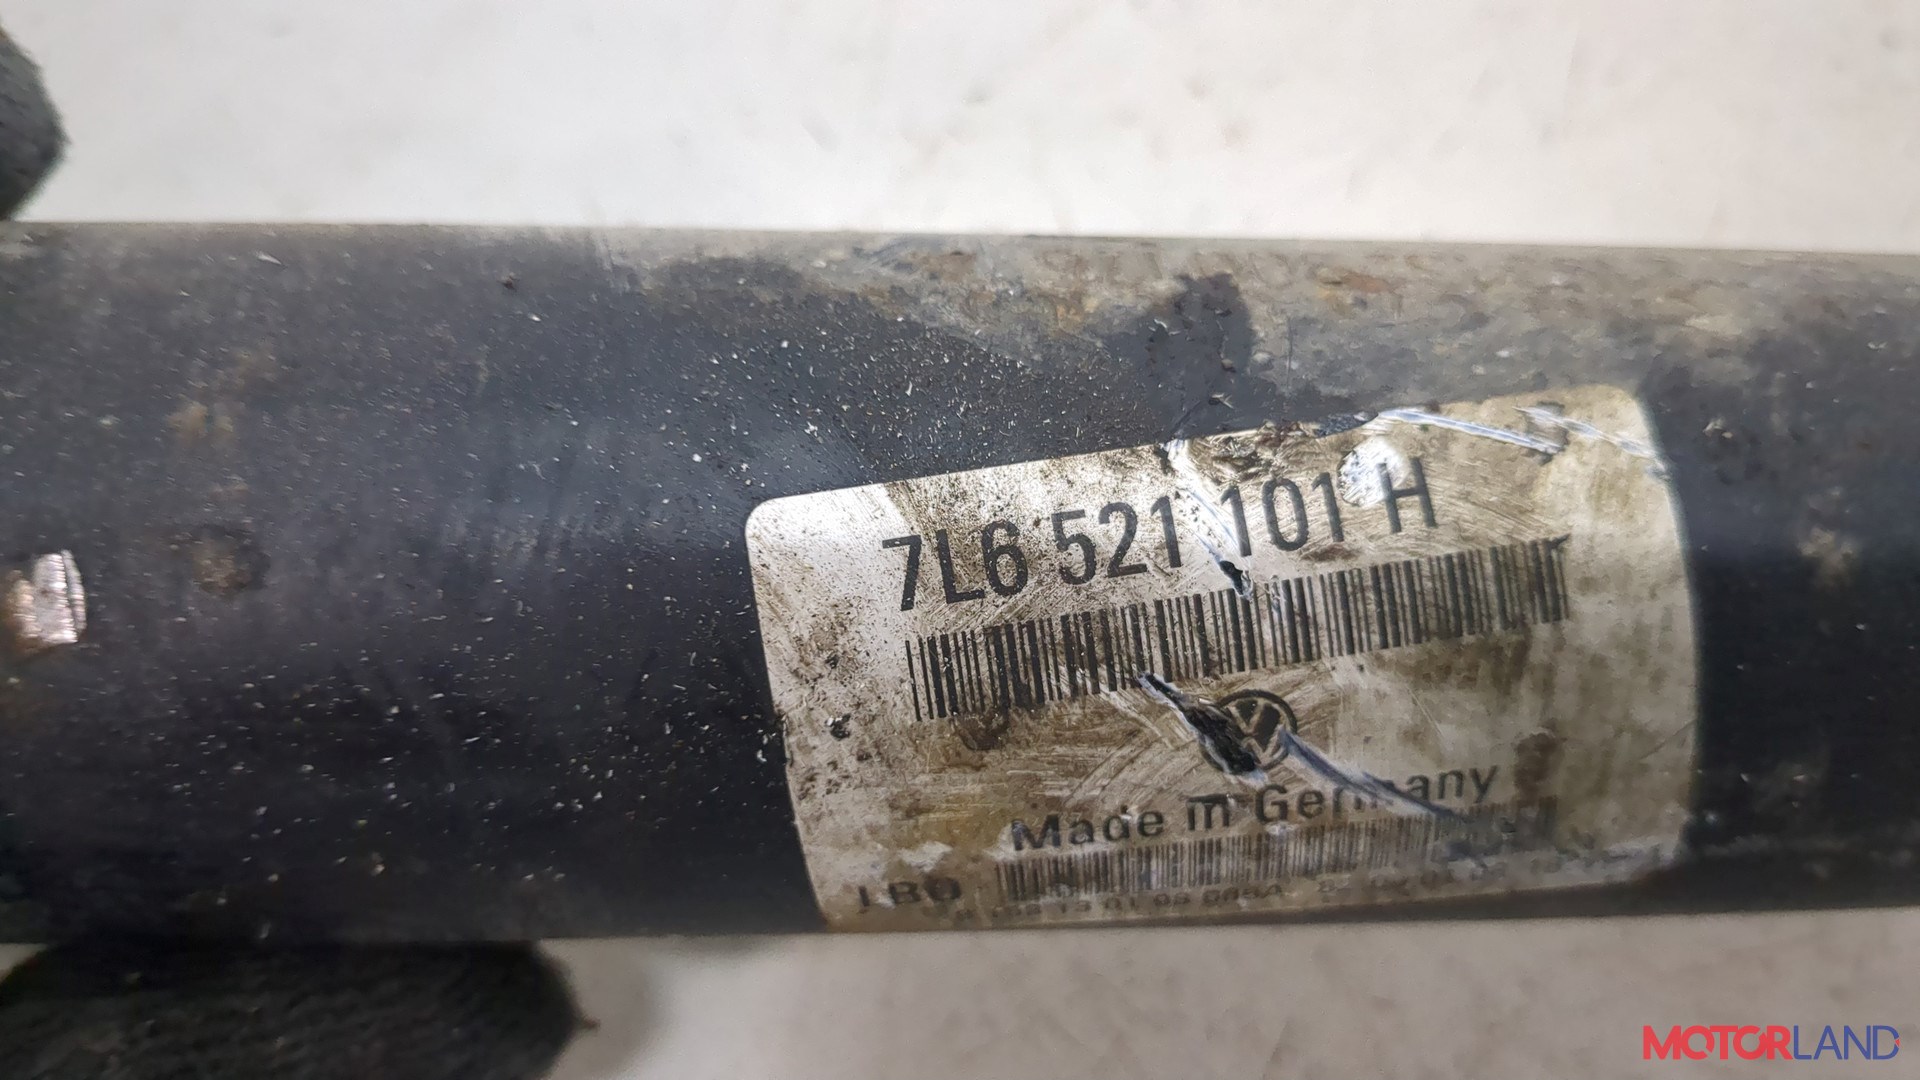 7L6 521 101 H
Made in Germany
MOTORLAND